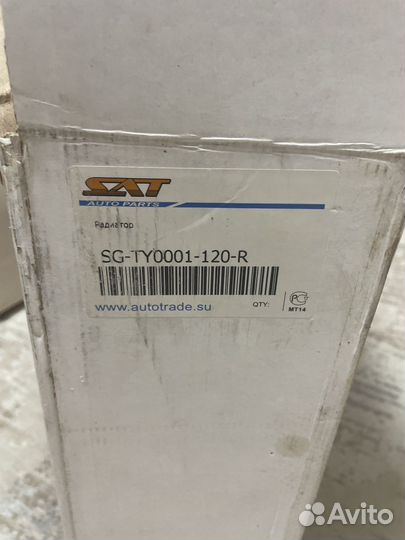 SAT
AUTO PARTS
Радиатор
SG-TY0001-120-R
www.autotrade.su
QTY:
МТ14
Avito